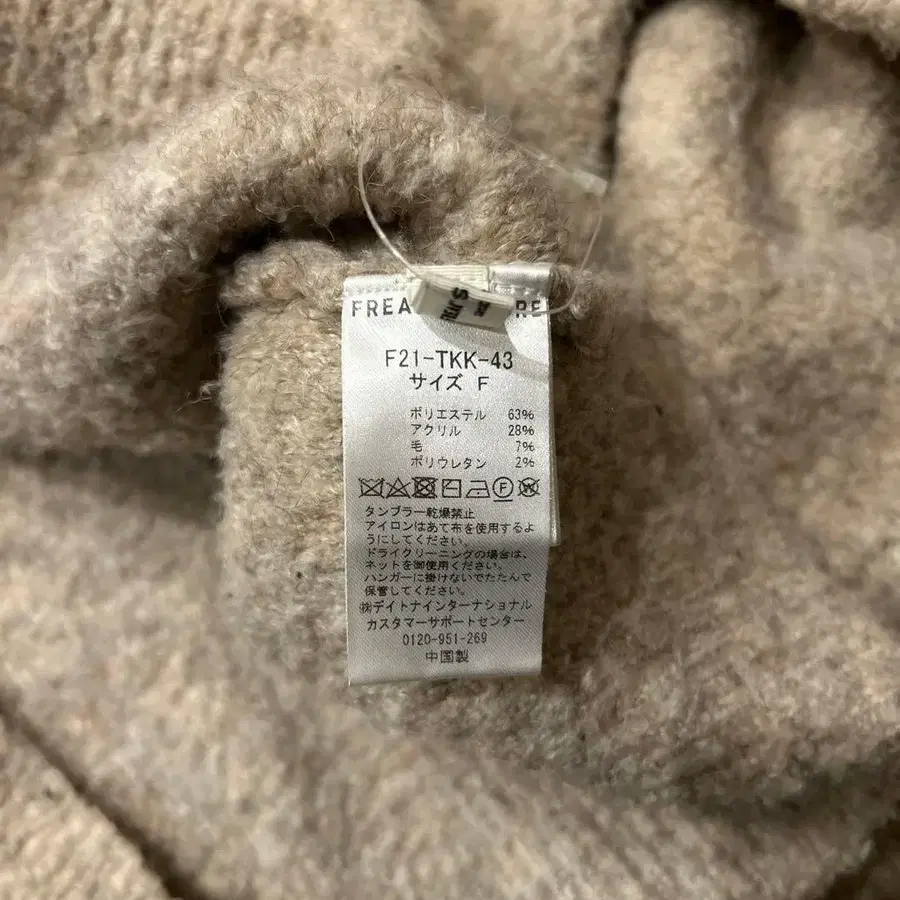 FREA RE
F21-TKK-43
サイズ F
ポリエステル 63%
アクリル 28%
毛 7%
ポリウレタン 2%
タンブラー乾燥禁止
アイロンはあて布を使用するよ
うにしてください。
ドライクリーニングの場合は、
ネットを御使用ください。
ハンガーに掛けないでたたんで
保管してください。
㈱デイトナインターナショナル
カスタマーサポートセンター
0120-951-269
中国製